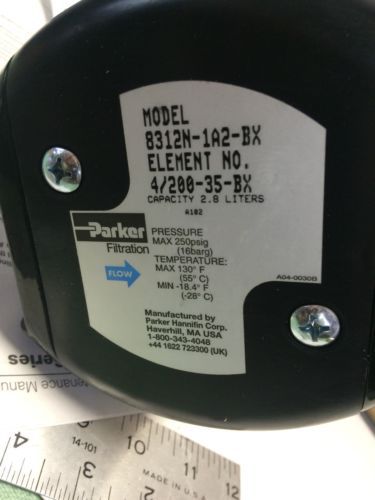 MODEL
8312N-1A2-BX
ELEMENT NO.
4/200-35-BX
CAPACITY 2.8 LITERS
A102
Parker
Filtration
PRESSURE
MAX 250psig
(16barg)
TEMPERATURE:
MAX 130° F
(55° C)
MIN -18.4° F
(-28° C)
FLOW
A04-0030B
Manufactured by
Parker Hannifin Corp.
Haverhill, MA USA
1-800-343-4048
+44 1622 723300 (UK)
Series
tenance Manu
4
3
14-101
10
11
12
MADE IN U.S.A.